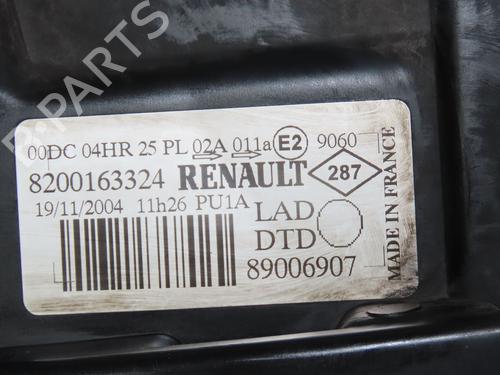 B-PARTS
00DC 04HR 25 PL 02A 011a E2 9060
8200163324 RENAULT 287
19/11/2004 11h26 PU1A LAD
DTD
89006907
MADE IN FRANCE